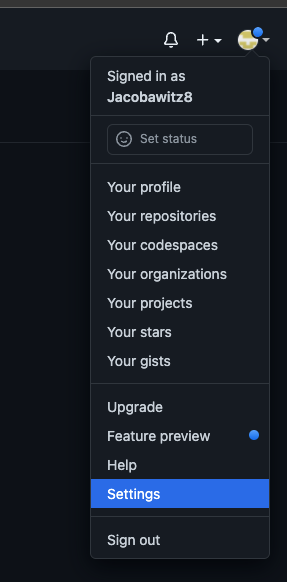 Signed in as
Jacobawitz8
Set status
Your profile
Your repositories
Your codespaces
Your organizations
Your projects
Your stars
Your gists
Upgrade
Feature preview
Help
Settings
Sign out